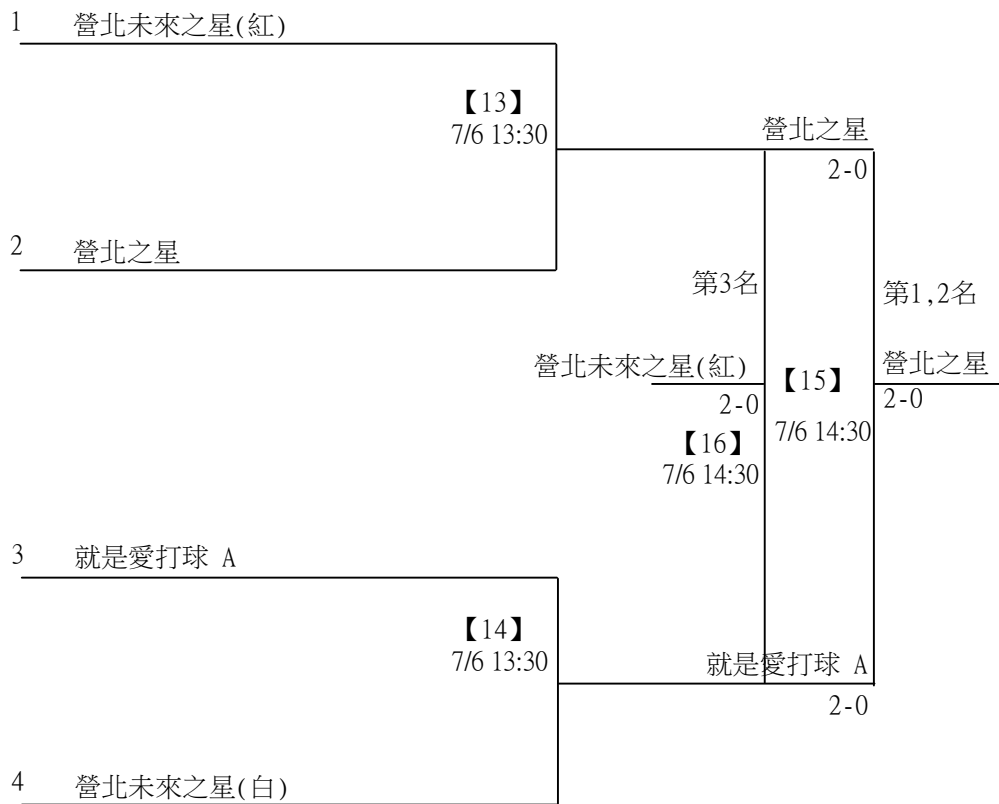 1 營北未來之星(紅)
【13】
7/6 13:30
營北之星
2-0
2 營北之星
第3名
第1,2名
營北未來之星(紅)
2-0
【15】
7/6 14:30
營北之星
2-0
【16】
7/6 14:30
3 就是愛打球 A
【14】
7/6 13:30
就是愛打球 A
2-0
4 營北未來之星(白)